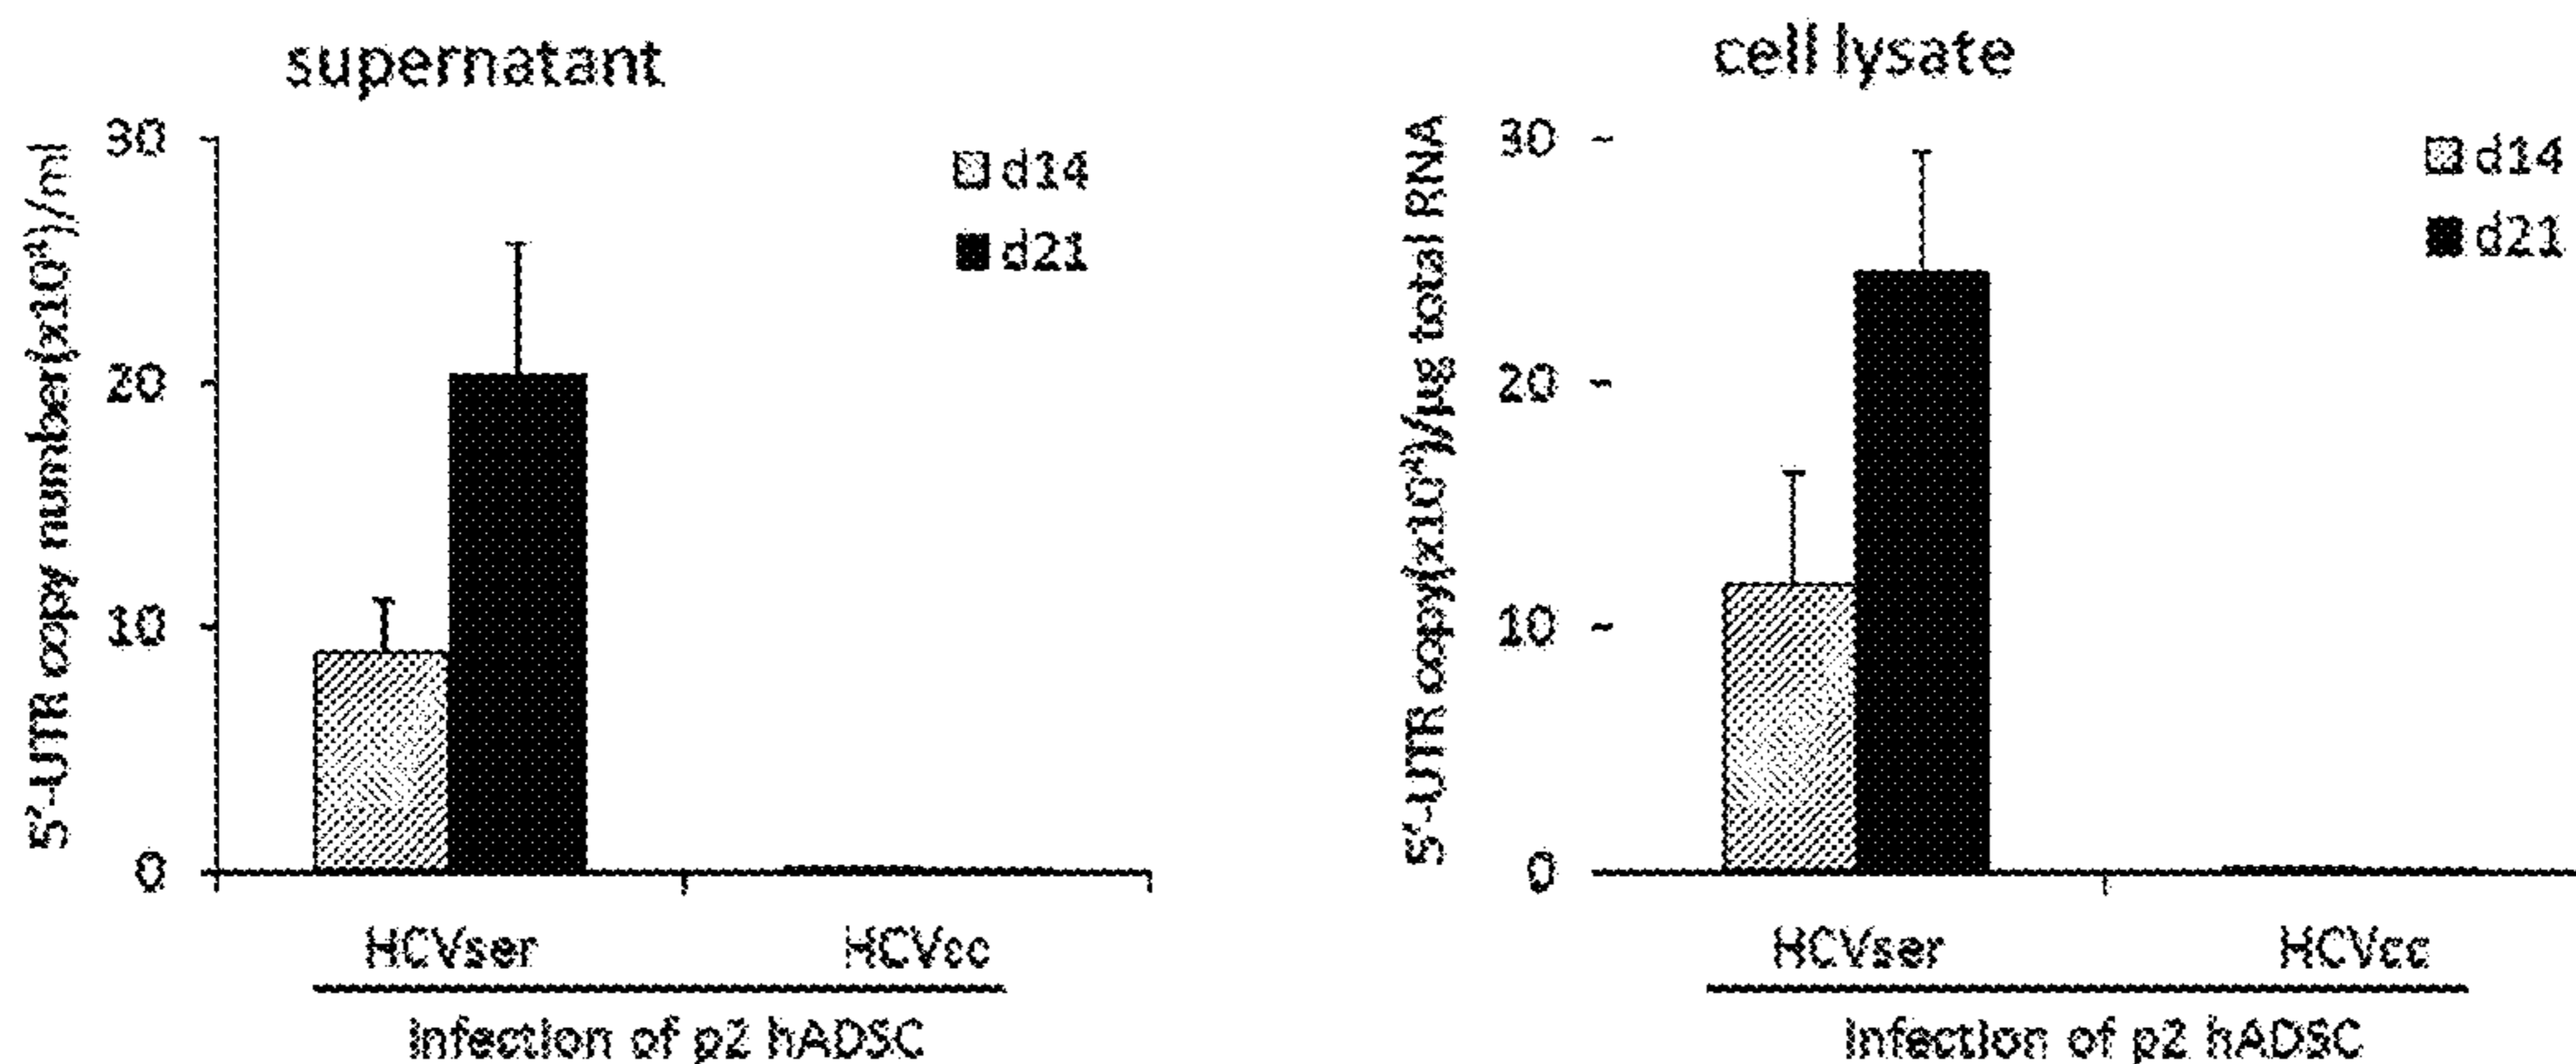 supernatant
5'-UTR copy number(x10²)/ml
30
20
10
0
d14
d21
HCVser
HCVcc
infection of p2 hADSC
cell lysate
5'-UTR copy(x10²)/µg total RNA
30
20
10
0
d14
d21
HCVser
HCVcc
infection of p2 hADSC